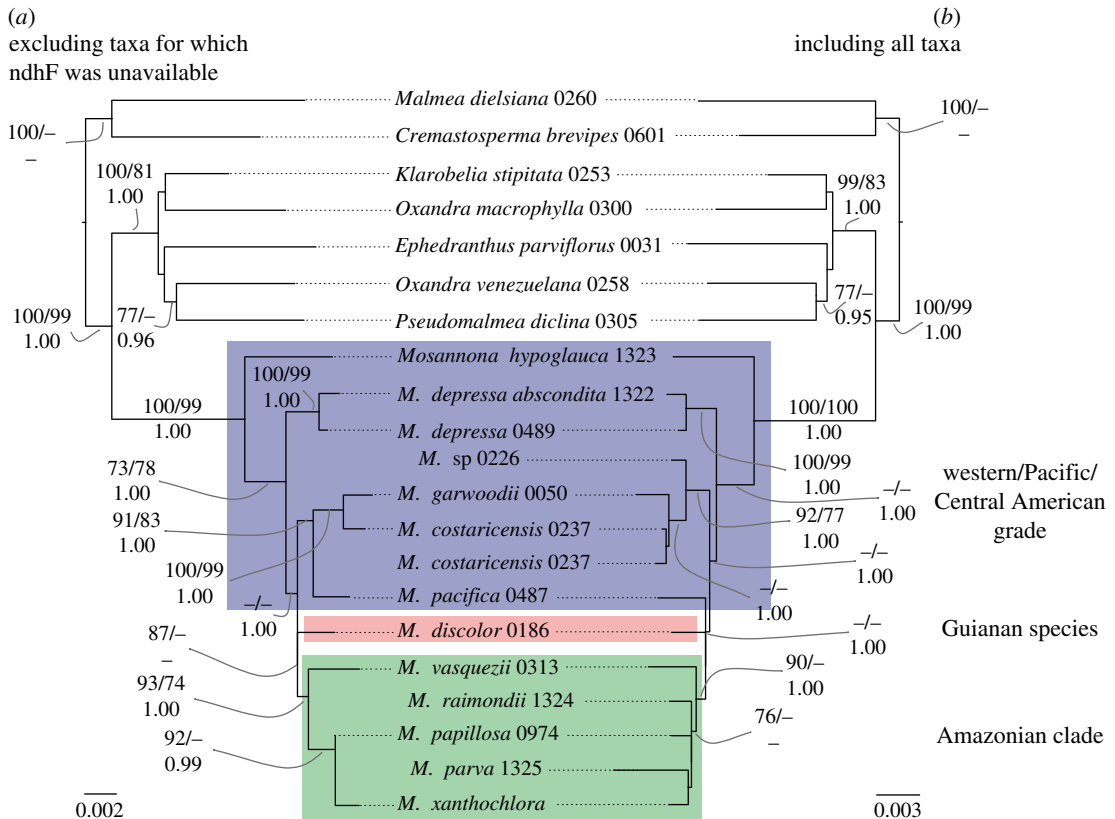 (a)
excluding taxa for which
ndhF was unavailable
(b)
including all taxa
Malmea dielsiana 0260
Cremastosperma brevipes 0601
Klarobelia stipitata 0253
Oxandra macrophylla 0300
Ephedranthus parviflorus 0031
Oxandra venezuelana 0258
Pseudomalmea diclina 0305
Mosannona hypoglauca 1323
M. depressa abscondita 1322
M. depressa 0489
M. sp 0226
M. garwoodii 0050
M. costaricensis 0237
M. costaricensis 0237
M. pacifica 0487
M. discolor 0186
M. vasquezii 0313
M. raimondii 1324
M. papillosa 0974
M. parva 1325
M. xanthochlora
100/–
–
100/81
1.00
100/99
1.00
77/–
0.96
100/99
1.00
100/99
1.00
73/78
1.00
91/83
1.00
100/99
1.00
–/–
1.00
87/–
–
93/74
1.00
92/–
0.99
0.002
100/–
–
99/83
1.00
77/–
0.95
100/99
1.00
100/100
1.00
100/99
1.00
–/–
1.00
92/77
1.00
–/–
1.00
–/–
1.00
–/–
1.00
90/–
1.00
76/–
–
0.003
western/Pacific/
Central American
grade
Guianan species
Amazonian clade